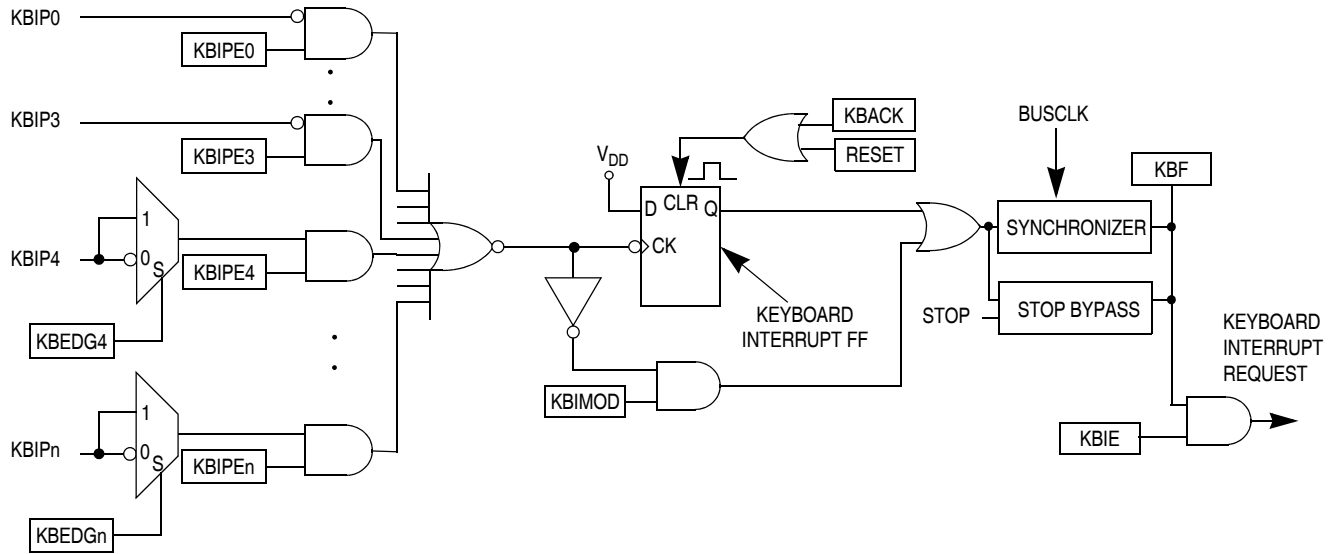 KBIP0
KBIPE0
KBIP3
KBIPE3
KBACK
RESET
BUSCLK
VDD
KBF
1
0
S
KBIP4
KBIPE4
D
CLR
Q
CK
SYNCHRONIZER
KBEDG4
STOP
STOP BYPASS
KEYBOARD
INTERRUPT FF
KEYBOARD
INTERRUPT
REQUEST
KBIMOD
1
0
S
KBIPn
KBIPEn
KBIE
KBEDGn